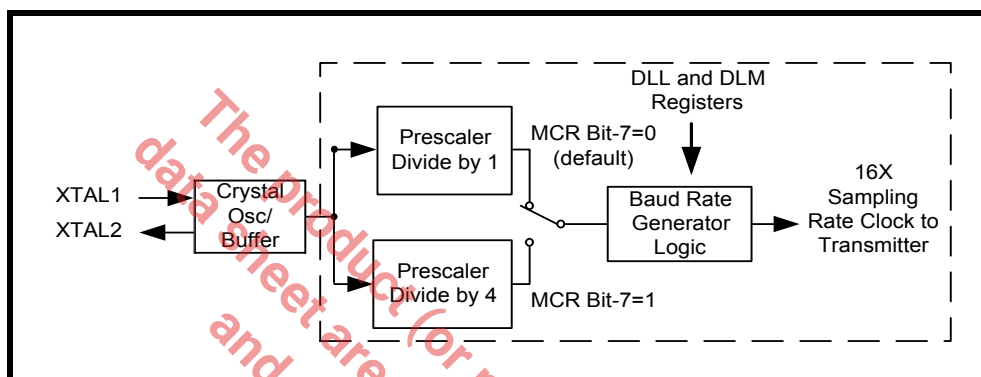 DLL and DLM
Registers
Prescaler
Divide by 1
MCR Bit-7=0
(default)
XTAL1
XTAL2
Crystal
Osc/
Buffer
Baud Rate
Generator
Logic
16X
Sampling
Rate Clock to
Transmitter
Prescaler
Divide by 4
MCR Bit-7=1
The product (or
data sheet are
and